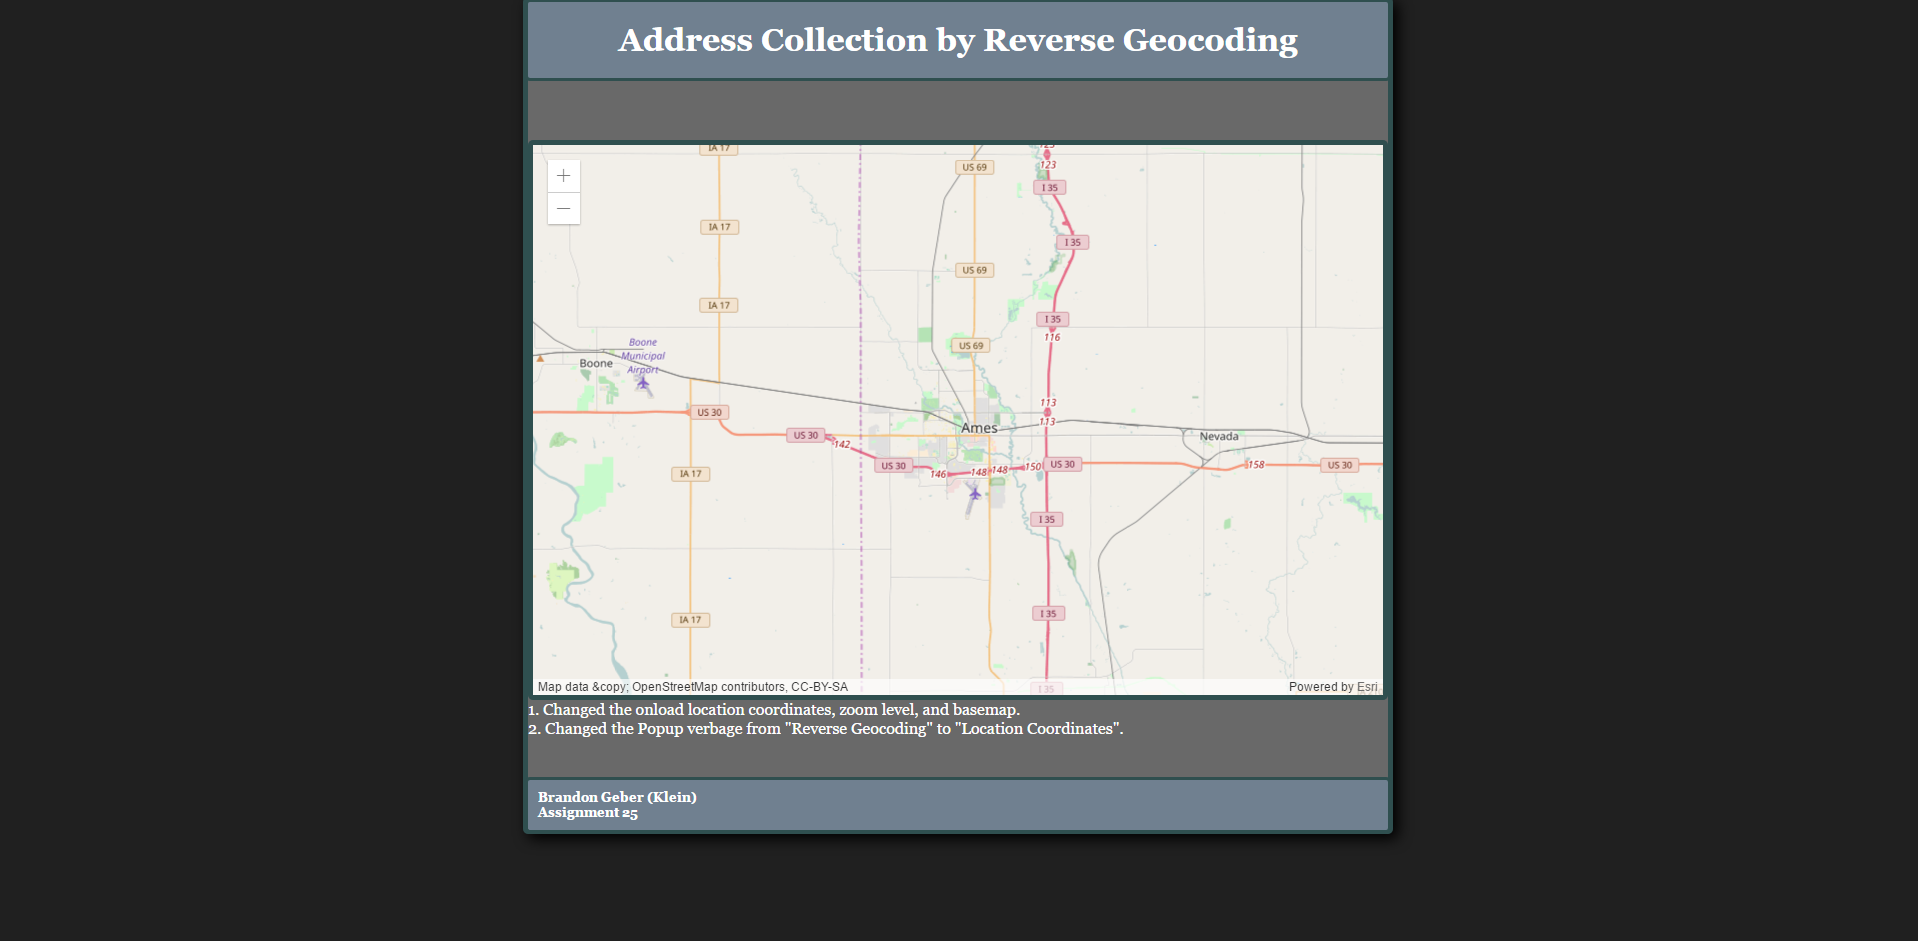 Address Collection by Reverse Geocoding
+
−
IA 17
US 69
123
I 35
IA 17
I 35
US 69
IA 17
I 35
116
US 69
Boone
Municipal
Airport
Boone
113
US 30
113
Ames
US 30
142
Nevada
US 30
146
148
148
150
US 30
158
US 30
IA 17
I 35
I 35
IA 17
I 35
Map data &copy; OpenStreetMap contributors, CC-BY-SA
Powered by Esri
1. Changed the onload location coordinates, zoom level, and basemap.
2. Changed the Popup verbage from "Reverse Geocoding" to "Location Coordinates".
Brandon Geber (Klein)
Assignment 25